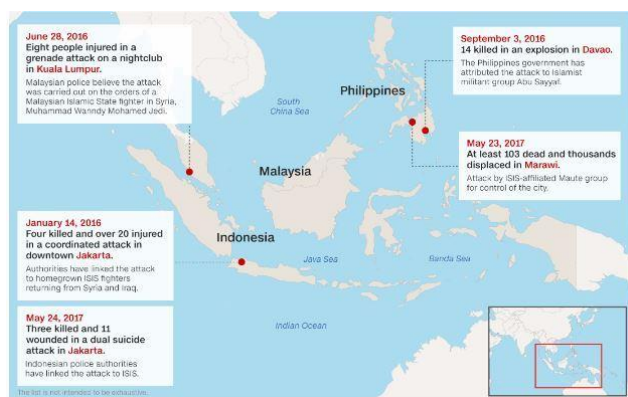 June 28, 2016
Eight people injured in a
grenade attack on a nightclub
in Kuala Lumpur.
Malaysian police believe the attack
was carried out on the orders of a
Malaysian Islamic State fighter in Syria,
Muhammad Wanndy Mohamed Jedi.
September 3, 2016
14 killed in an explosion in Davao.
The Philippines government has
attributed the attack to Islamist
militant group Abu Sayyaf.
Philippines
South
China Sea
May 23, 2017
At least 103 dead and thousands
displaced in Marawi.
Attack by ISIS-affiliated Maute group
for control of the city.
Malaysia
January 14, 2016
Four killed and over 20 injured
in a coordinated attack in
downtown Jakarta.
Authorities have linked the attack
to homegrown ISIS fighters
returning from Syria and Iraq.
Indonesia
Java Sea
Banda Sea
May 24, 2017
Three killed and 11
wounded in a dual suicide
attack in Jakarta.
Indonesian police authorities
have linked the attack to ISIS.
Indian Ocean
The list is not intended to be exhaustive.